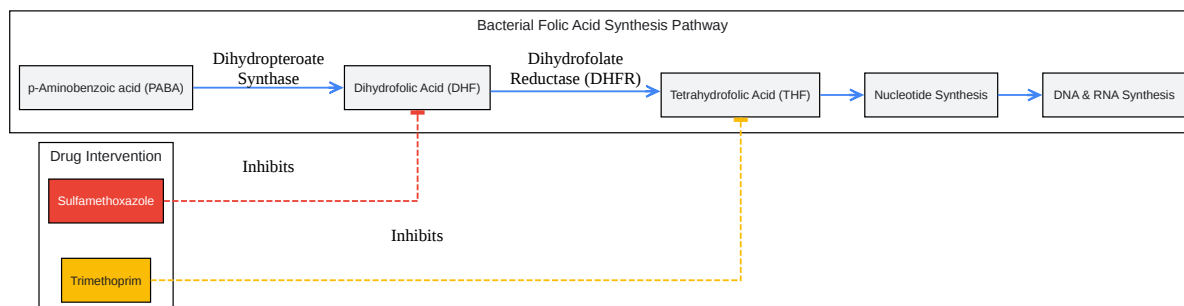 Bacterial Folic Acid Synthesis Pathway
Dihydropteroate
Synthase
Dihydrofolate
Reductase (DHFR)
p-Aminobenzoic acid (PABA)
Dihydrofolic Acid (DHF)
Tetrahydrofolic Acid (THF)
Nucleotide Synthesis
DNA & RNA Synthesis
Drug Intervention
Inhibits
Sulfamethoxazole
Inhibits
Trimethoprim